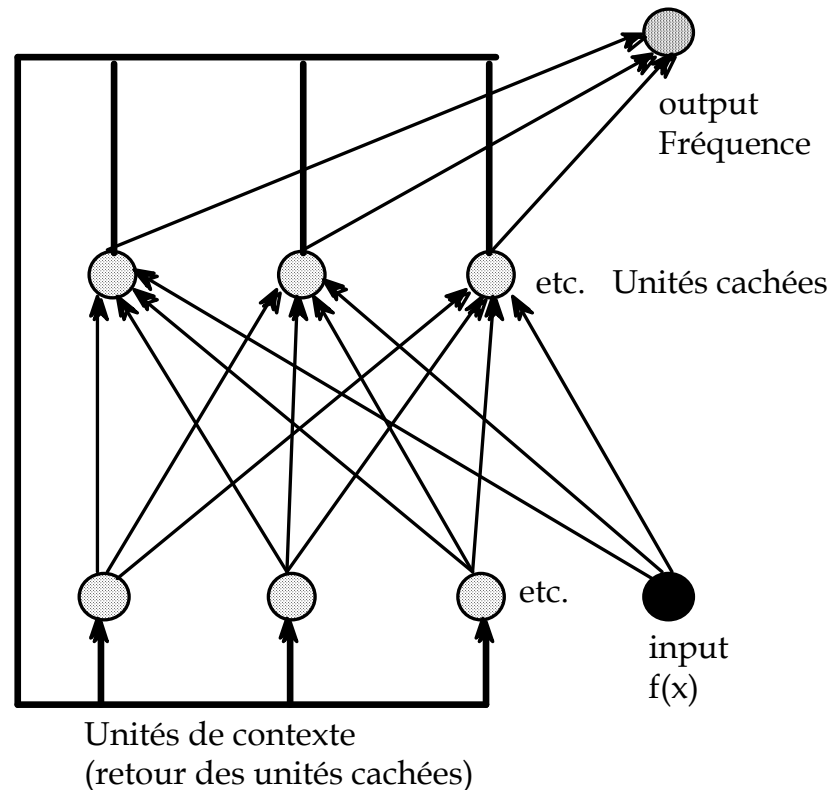 output
Fréquence
etc. Unités cachées
etc.
input
f(x)
Unités de contexte
(retour des unités cachées)